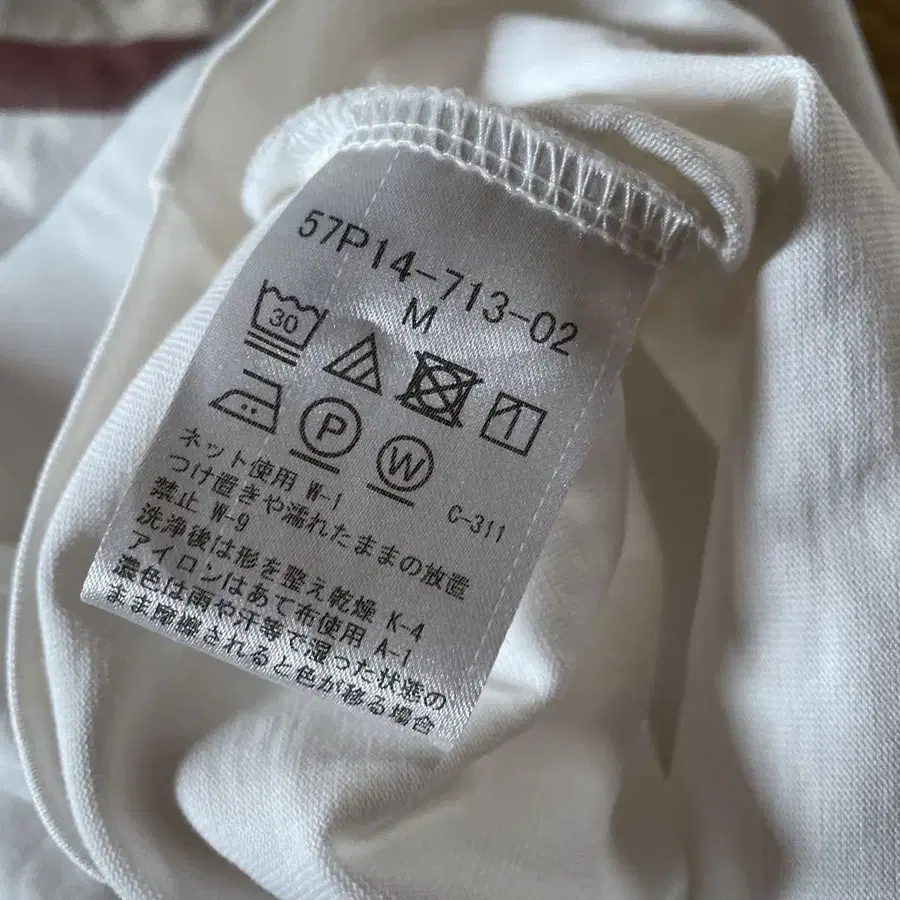 57P14-713-02
M
30
P
W
C-311
ネット使用 W-1
つけ置きや濡れたままの放置
禁止 W-9
洗浄後は形を整え乾燥 K-4
アイロンはあて布使用 A-1
濃色は雨や汗等で湿った状態の
まま摩擦されると色が移る場合